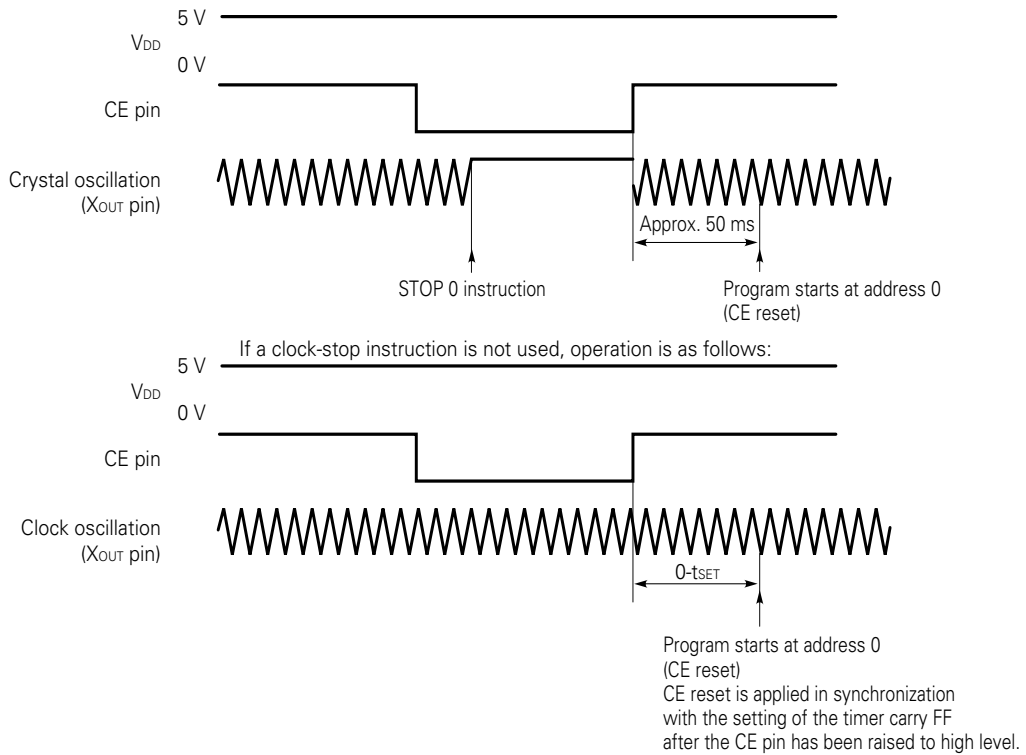 5 V
VDD
0 V
CE pin
Crystal oscillation
(XOUT pin)
Approx. 50 ms
STOP 0 instruction
Program starts at address 0
(CE reset)
If a clock-stop instruction is not used, operation is as follows:
5 V
VDD
0 V
CE pin
Clock oscillation
(XOUT pin)
0-tSET
Program starts at address 0
(CE reset)
CE reset is applied in synchronization
with the setting of the timer carry FF
after the CE pin has been raised to high level.